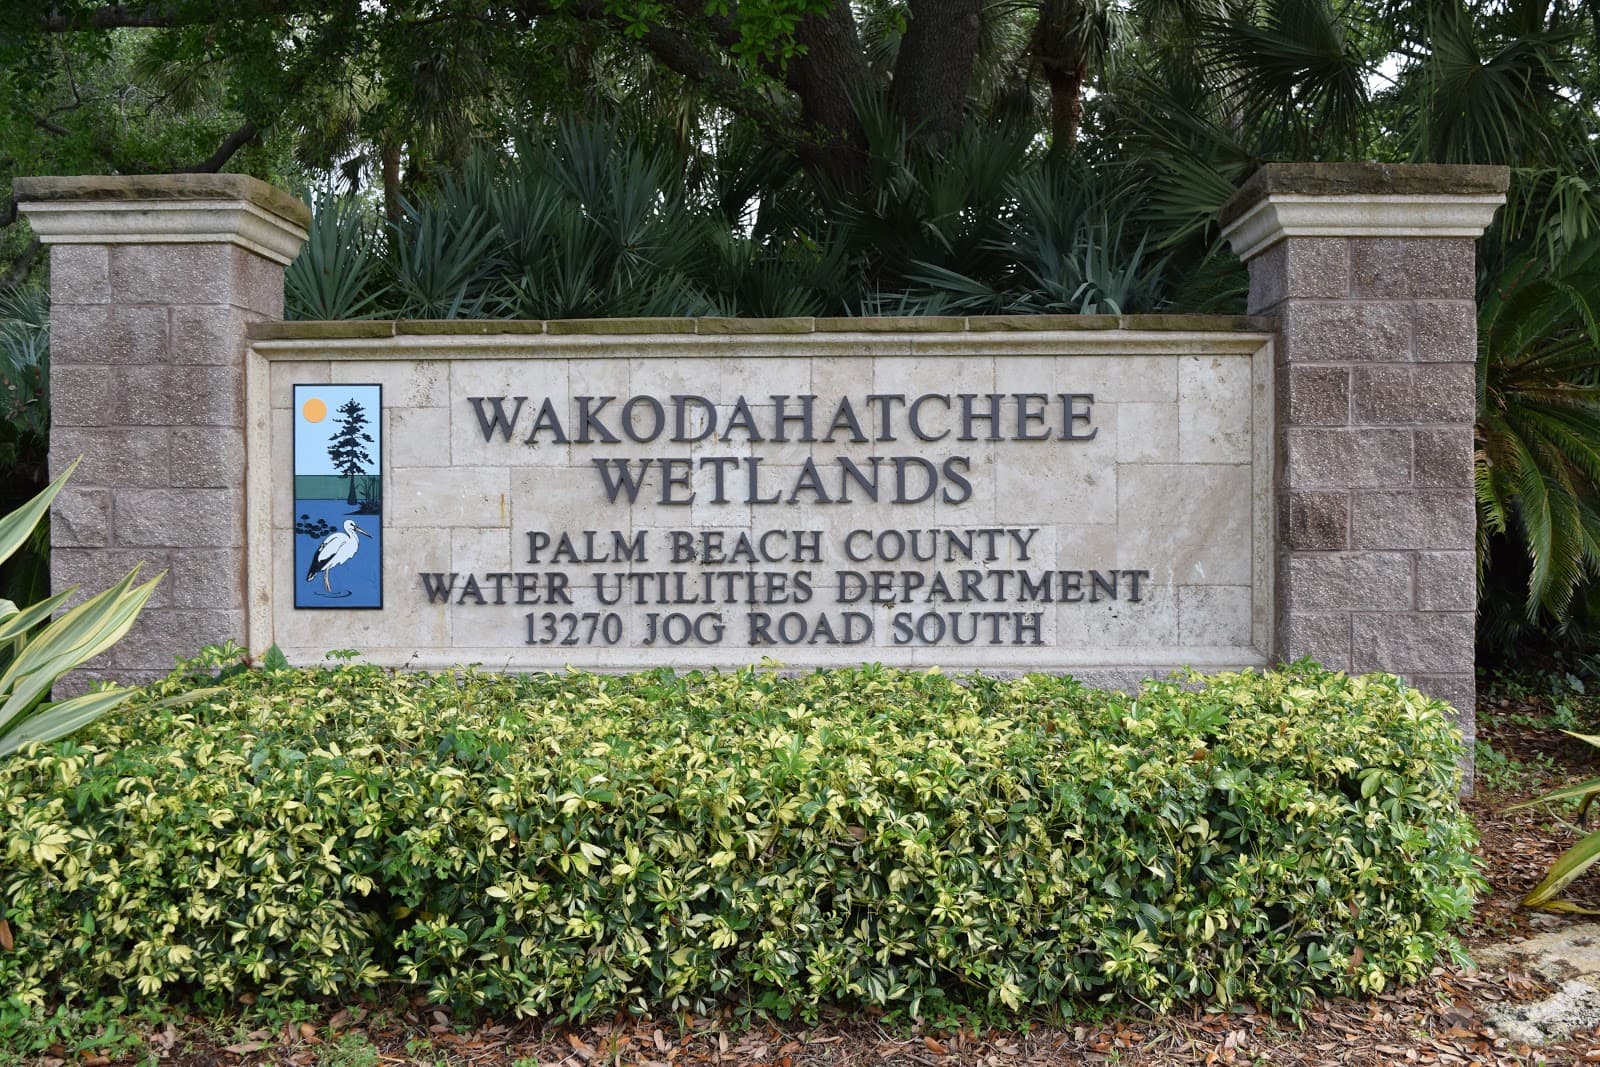 WAKODAHATCHEE
WETLANDS
PALM BEACH COUNTY
WATER UTILITIES DEPARTMENT
13270 JOG ROAD SOUTH